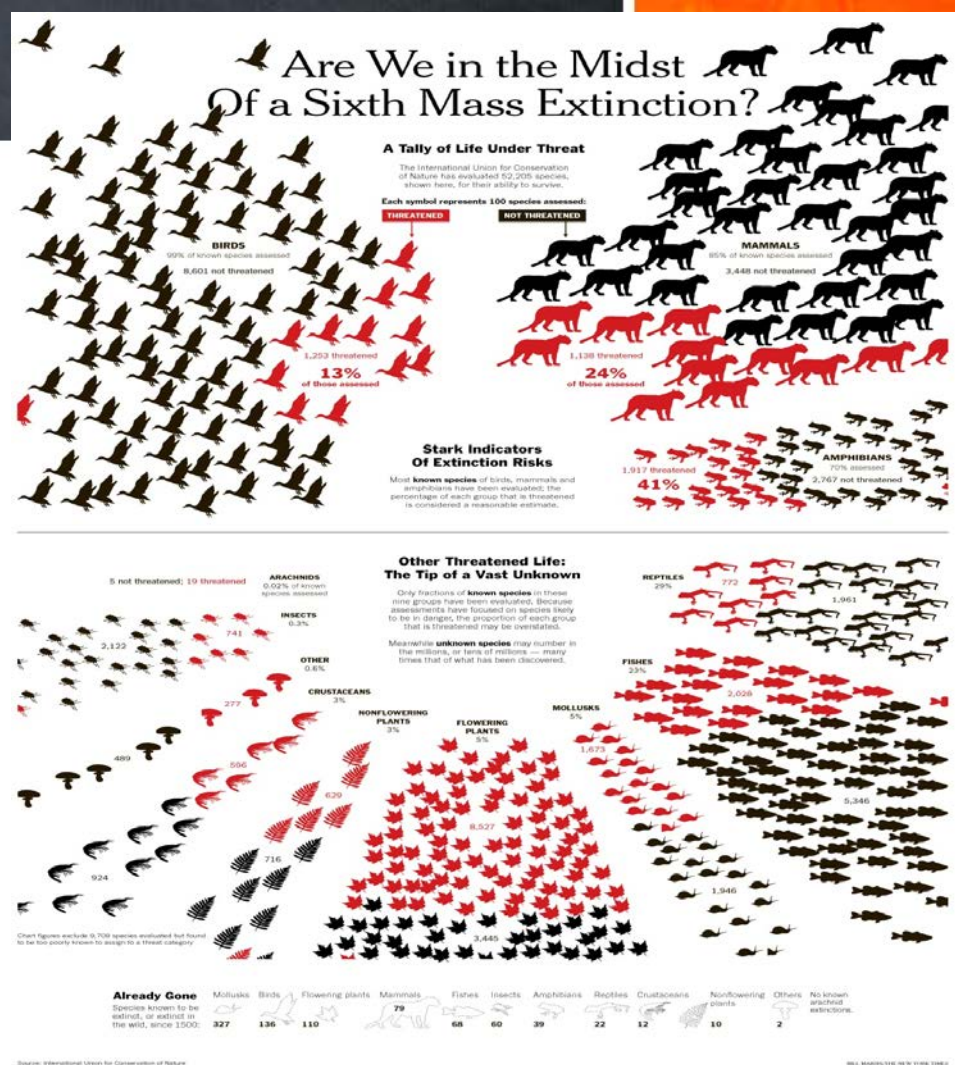 Are We in the Midst
Of a Sixth Mass Extinction?
A Tally of Life Under Threat
The International Union for Conservation
of Nature has evaluated 52,205 species,
shown here, for their ability to survive.
Each symbol represents 100 species assessed:
THREATENED
NOT THREATENED
BIRDS
99% of known species assessed
8,601 not threatened
1,253 threatened
13%
of those assessed
MAMMALS
85% of known species assessed
3,448 not threatened
1,138 threatened
24%
of those assessed
Stark Indicators
Of Extinction Risks
Most known species of birds, mammals and
amphibians have been evaluated; the
percentage of each group that is threatened
is considered a reasonable estimate.
1,917 threatened
41%
AMPHIBIANS
70% assessed
2,767 not threatened
Other Threatened Life:
The Tip of a Vast Unknown
Only fractions of known species in these
nine groups have been evaluated. Because
assessments have focused on species likely
to be in danger, the proportion of each group
that is threatened may be overstated.
Meanwhile unknown species may number in
the millions, or tens of millions — many
times that of what has been discovered.
5 not threatened; 19 threatened
ARACHNIDS
0.02% of known
species assessed
INSECTS
0.3%
741
2,122
OTHER
0.6%
277
489
CRUSTACEANS
3%
596
924
NONFLOWERING
PLANTS
3%
629
716
FLOWERING
PLANTS
5%
8,527
3,445
MOLLUSKS
5%
1,673
1,946
REPTILES
29%
772
1,961
FISHES
23%
2,028
5,346
Chart figures exclude 9,709 species evaluated but found
to be too poorly known to assign to a threat category
Already Gone
Species known to be
extinct, or extinct in
the wild, since 1500:
Mollusks
327
Birds
136
Flowering plants
110
Mammals
79
Fishes
68
Insects
60
Amphibians
39
Reptiles
22
Crustaceans
12
Nonflowering
plants
10
Others
2
No known
arachnid
extinctions.
Source: International Union for Conservation of Nature
BILL MARSH/THE NEW YORK TIMES